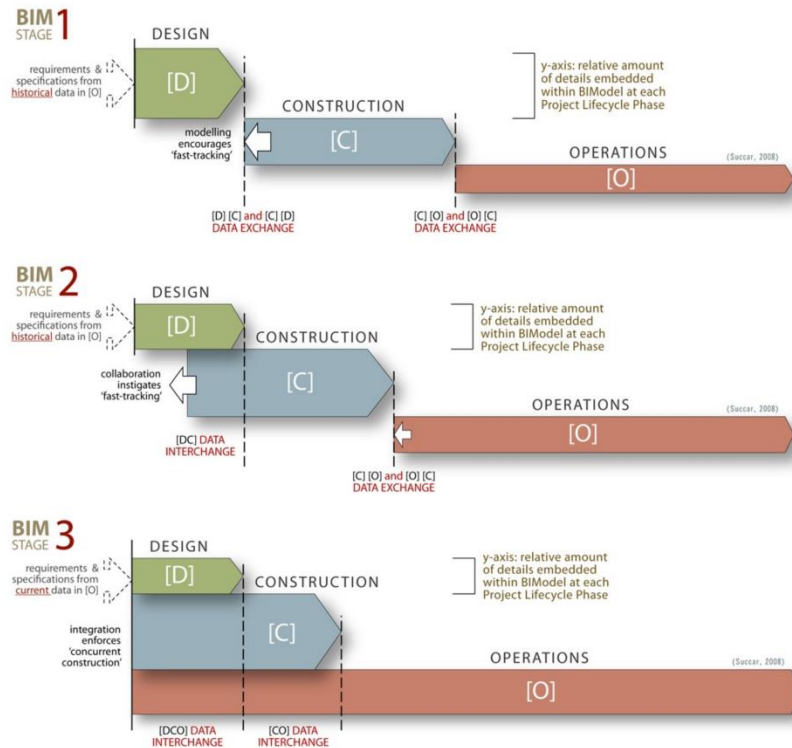 BIM
STAGE 1
DESIGN
requirements &
specifications from
historical data in [O]
[D]
y-axis: relative amount
of details embedded
within BIModel at each
Project Lifecycle Phase
CONSTRUCTION
modelling
encourages
'fast-tracking'
[C]
OPERATIONS
(Succar, 2008)
[O]
[D] [C] and [C] [D]
DATA EXCHANGE
[C] [O] and [O] [C]
DATA EXCHANGE
BIM
STAGE 2
DESIGN
requirements &
specifications from
historical data in [O]
[D]
y-axis: relative amount
of details embedded
within BIModel at each
Project Lifecycle Phase
CONSTRUCTION
collaboration
instigates
'fast-tracking'
[C]
OPERATIONS
(Succar, 2008)
[O]
[DC] DATA
INTERCHANGE
[C] [O] and [O] [C]
DATA EXCHANGE
BIM
STAGE 3
DESIGN
requirements &
specifications from
current data in [O]
[D]
y-axis: relative amount
of details embedded
within BIModel at each
Project Lifecycle Phase
CONSTRUCTION
integration
enforces
'concurrent
construction'
[C]
OPERATIONS
(Succar, 2008)
[O]
[DCO] DATA
INTERCHANGE
[CO] DATA
INTERCHANGE